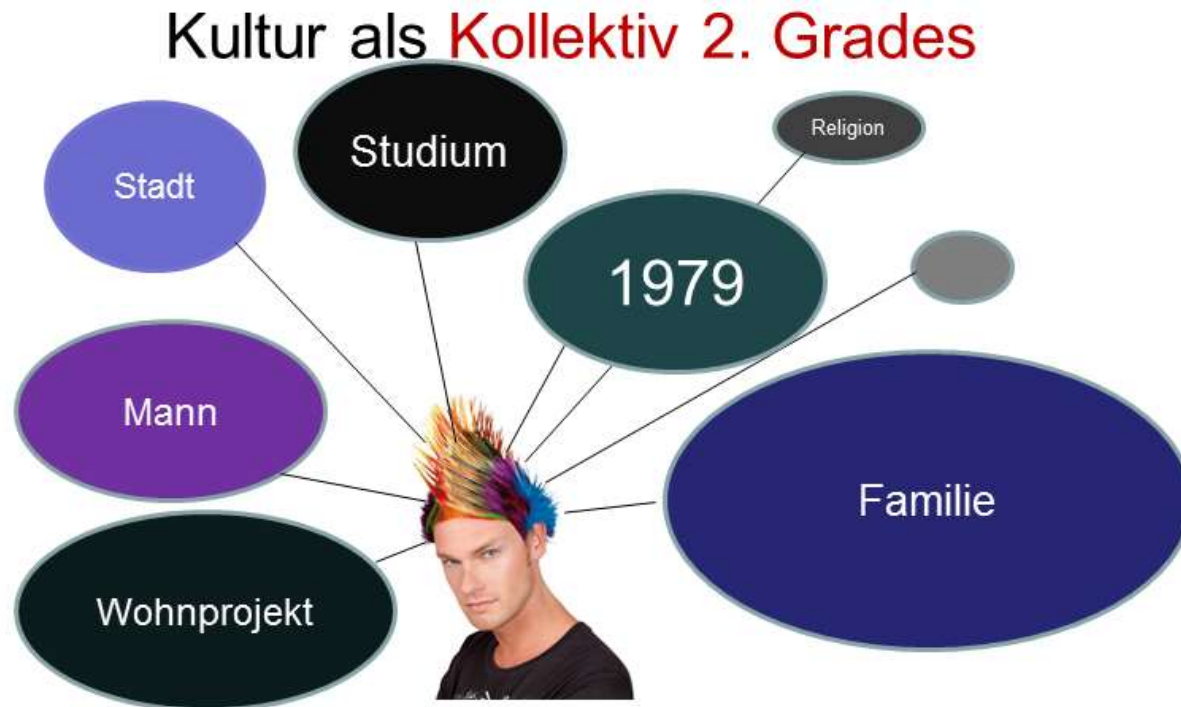 Kultur als Kollektiv 2. Grades
Stadt
Studium
Religion
1979
Mann
Familie
Wohnprojekt